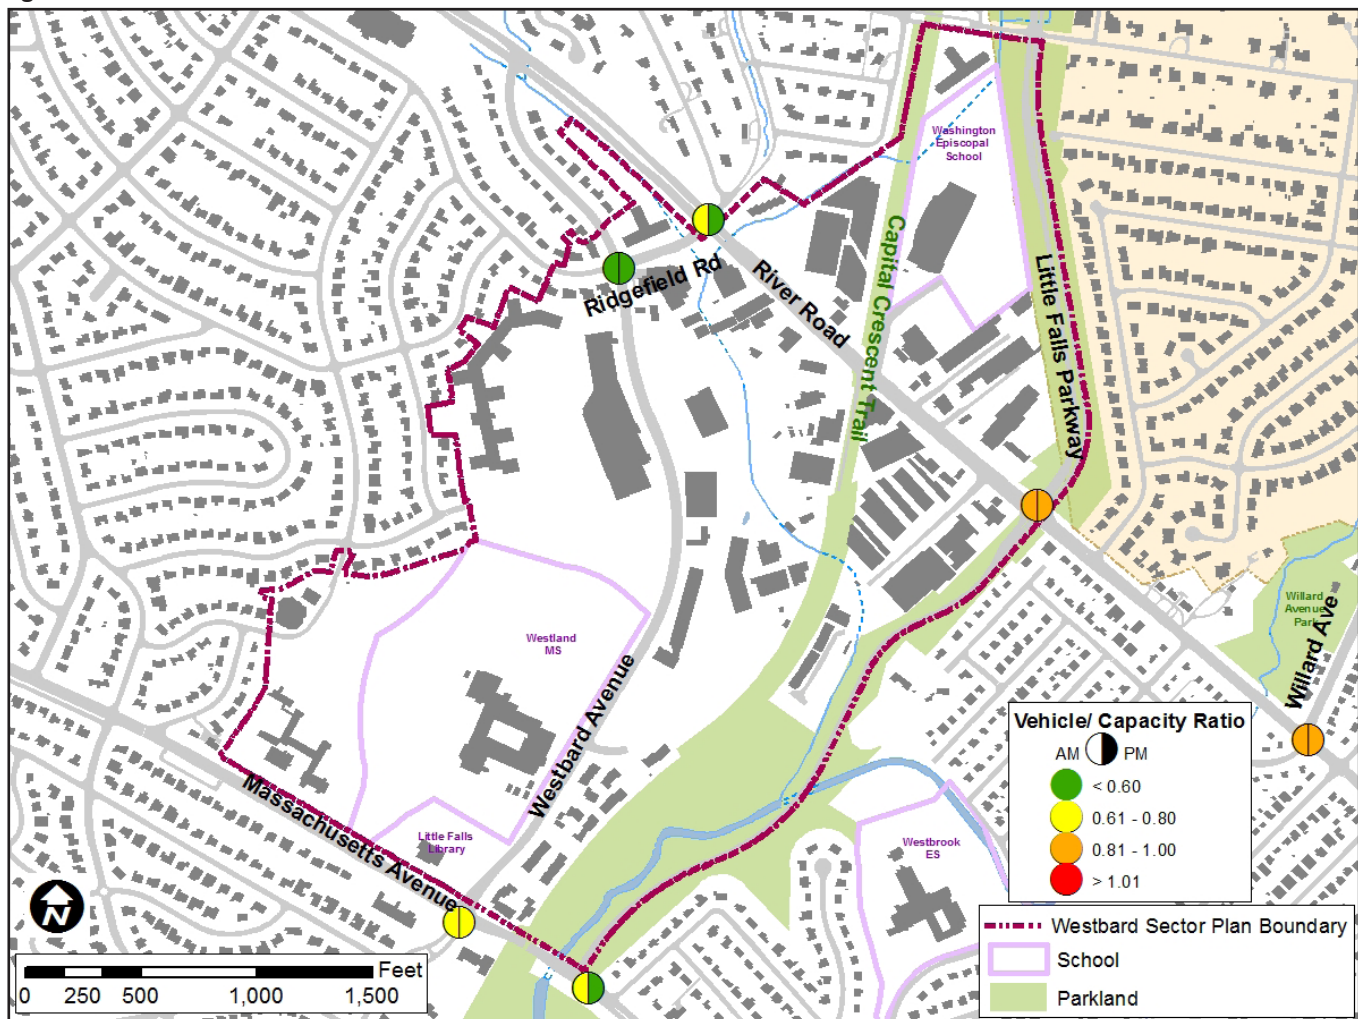 Washington
Episcopal
School
Capital Crescent Trail
Little Falls Parkway
Ridgefield Rd
River Road
Willard
Avenue
Park
Willard Ave
Westland
MS
Westbard Avenue
Massachusetts Avenue
Little Falls
Library
Westbrook
ES
Vehicle/ Capacity Ratio
AM PM
< 0.60
0.61 - 0.80
0.81 - 1.00
> 1.01
Westbard Sector Plan Boundary
School
Parkland
N
Feet
0 250 500 1,000 1,500